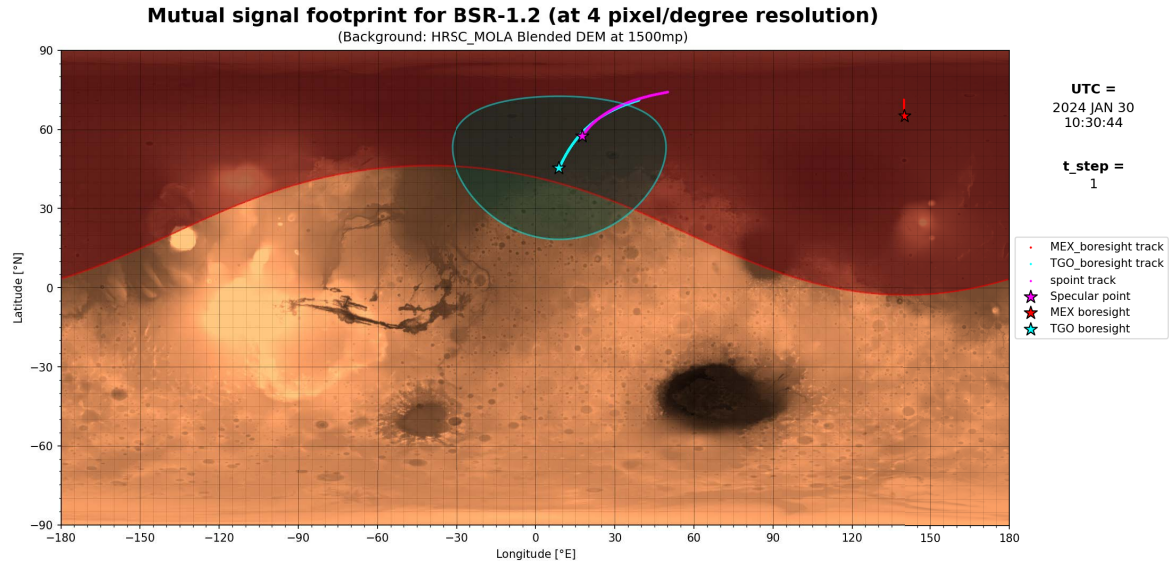 Mutual signal footprint for BSR-1.2 (at 4 pixel/degree resolution)
(Background: HRSC_MOLA Blended DEM at 1500mp)
UTC =
2024 JAN 30
10:30:44
t_step =
1
MEX_boresight track
TGO_boresight track
spoint track
Specular point
MEX boresight
TGO boresight
Latitude [°N]
90
60
30
0
−30
−60
−90
−180
−150
−120
−90
−60
−30
0
30
60
90
120
150
180
Longitude [°E]